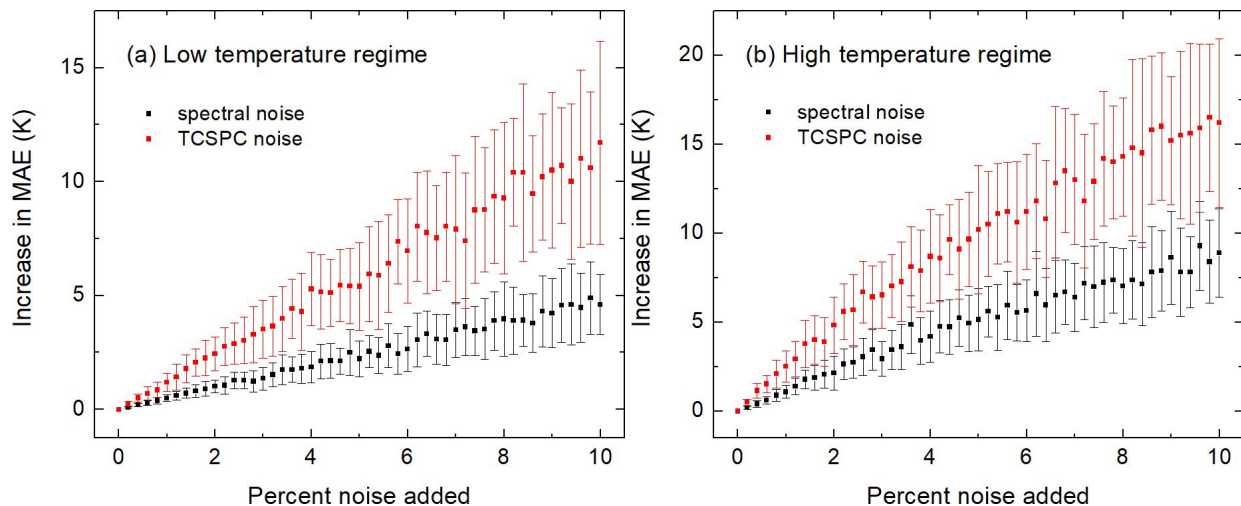 (a) Low temperature regime
spectral noise
TCSPC noise
Increase in MAE (K)
15
10
5
0
0 2 4 6 8 10
Percent noise added
(b) High temperature regime
spectral noise
TCSPC noise
Increase in MAE (K)
20
15
10
5
0
0 2 4 6 8 10
Percent noise added